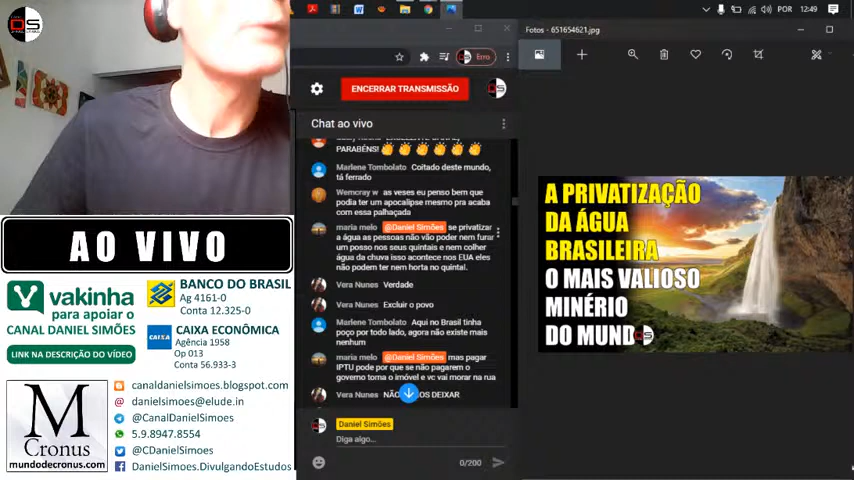 POR
12:49
Fotos - 651654621.jpg
Erro
ENCERRAR TRANSMISSÃO
Chat ao vivo
PARABÉNS!
Marlene Tombolato Coitado deste mundo,
tá ferrado
Wemcray w as veses eu penso bem que
podia ter um apocalipse mesmo pra acaba
com essa palhaçada
maria melo @Daniel Simões se privatizar
a água as pessoas não vão poder nem furar
um posso nos seus quintais e nem colher
água da chuva isso acontece nos EUA eles
não podem ter nem horta no quintal.
Vera Nunes Verdade
Vera Nunes Excluir o povo
Marlene Tombolato Aqui no Brasil tinha
poço por todo lado, agora não existe mais
nenhum
maria melo @Daniel Simões mas pagar
IPTU pode por que se não pagarem o
governo toma o imóvel e vc vai morar na rua
Vera Nunes
DEIXAR
Daniel Simões
Diga algo...
0/200
A PRIVATIZAÇÃO
DA ÁGUA
BRASILEIRA
O MAIS VALIOSO
MINÉRIO
DO MUND
DS
AO VIVO
vakinha
para apoiar o
CANAL DANIEL SIMÕES
LINK NA DESCRIÇÃO DO VÍDEO
BANCO DO BRASIL
Ag 4161-0
Conta 12.325-0
CAIXA
CAIXA ECONÔMICA
Agência 1958
Op 013
Conta 56.933-3
M
Cronus
mundodecronus.com
canaldanielsimoes.blogspot.com
danielsimoes@elude.in
@CanalDanielSimoes
5.9.8947.8554
@CDanielSimoes
DanielSimoes.DivulgandoEstudos